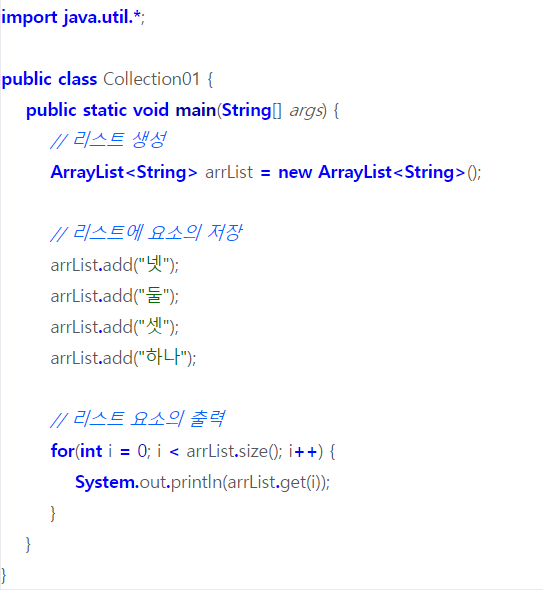 import java.util.*;
public class Collection01 {
public static void main(String[] args) {
// 리스트 생성
ArrayList<String> arrList = new ArrayList<String>();
// 리스트에 요소의 저장
arrList.add("넷");
arrList.add("둘");
arrList.add("셋");
arrList.add("하나");
// 리스트 요소의 출력
for(int i = 0; i < arrList.size(); i++) {
System.out.println(arrList.get(i));
}
}
}